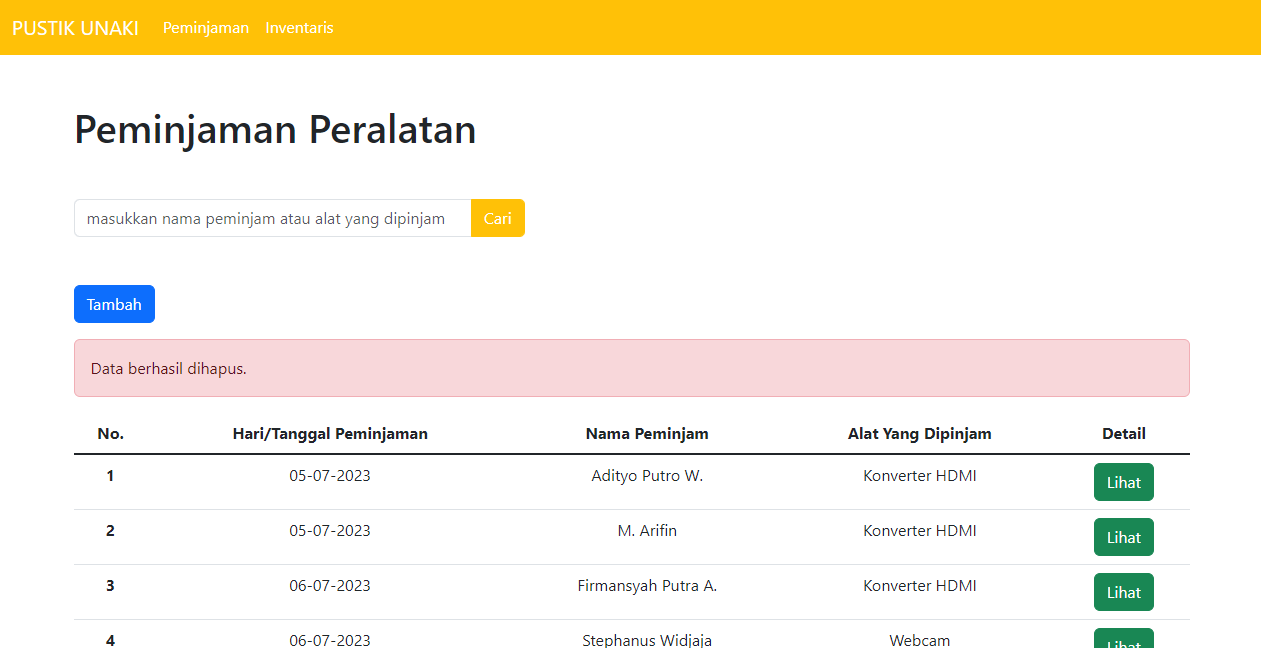 PUSTIK UNAKI Peminjaman Inventaris
Peminjaman Peralatan
masukkan nama peminjam atau alat yang dipinjam Cari
Tambah
Data berhasil dihapus.
No. Hari/Tanggal Peminjaman Nama Peminjam Alat Yang Dipinjam Detail
1 05-07-2023 Adityo Putro W. Konverter HDMI Lihat
2 05-07-2023 M. Arifin Konverter HDMI Lihat
3 06-07-2023 Firmansyah Putra A. Konverter HDMI Lihat
4 06-07-2023 Stephanus Widjaja Webcam Lihat